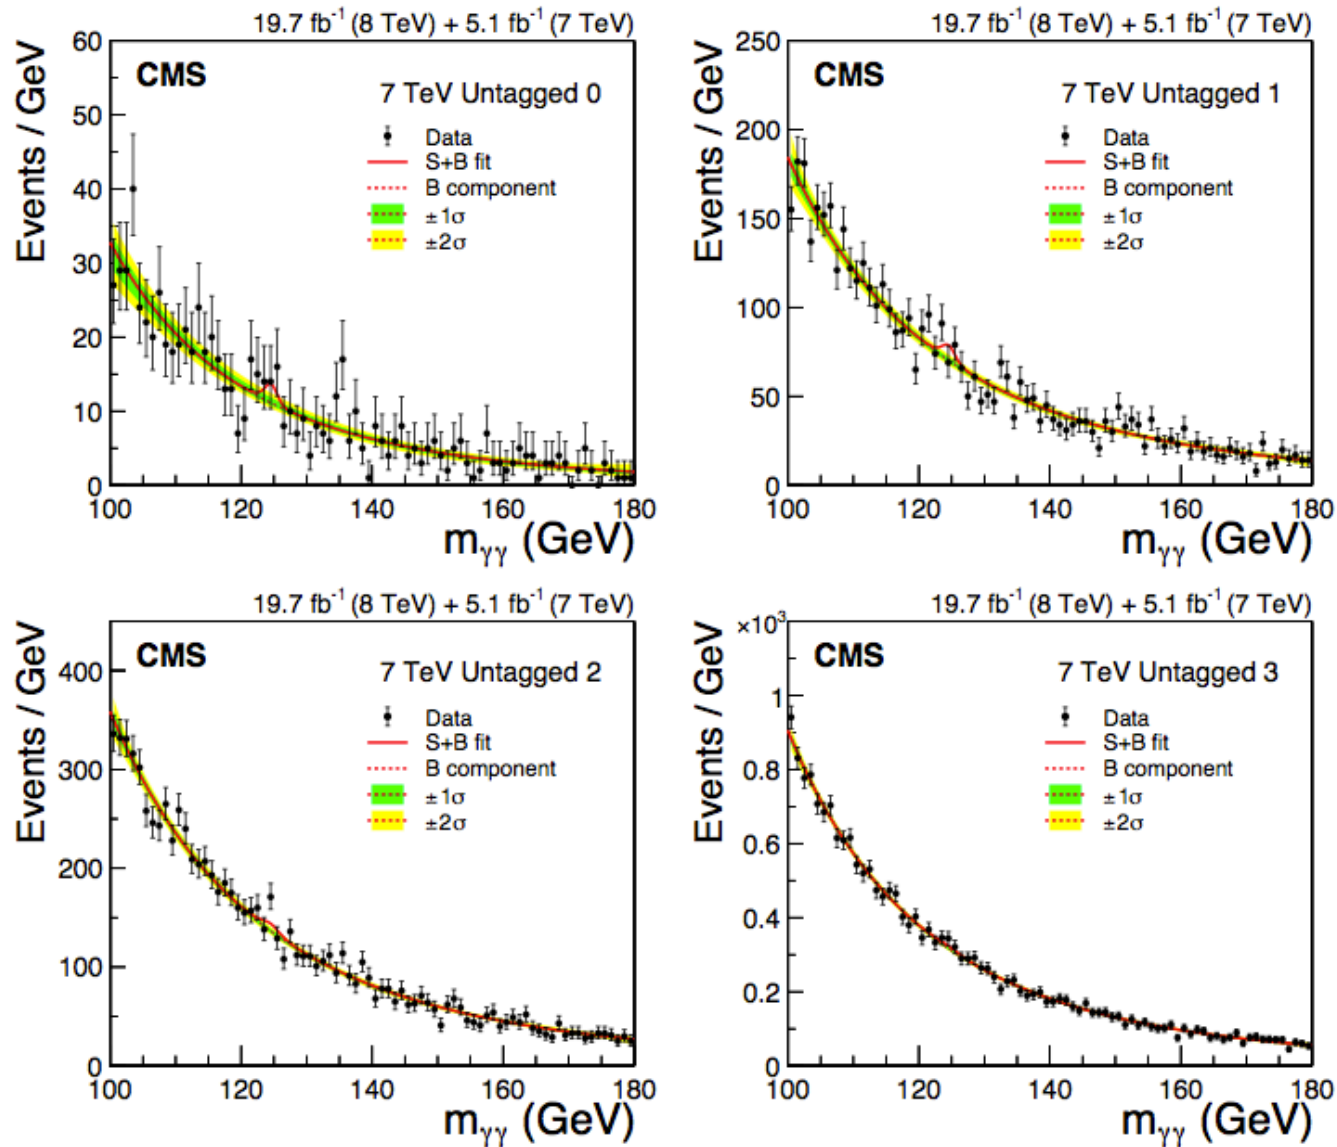 19.7 fb⁻¹ (8 TeV) + 5.1 fb⁻¹ (7 TeV)
CMS
7 TeV Untagged 0
Data
S+B fit
B component
±1σ
±2σ
Events / GeV
60
50
40
30
20
10
0
100 120 140 160 180
mγγ (GeV)
19.7 fb⁻¹ (8 TeV) + 5.1 fb⁻¹ (7 TeV)
CMS
7 TeV Untagged 1
Data
S+B fit
B component
±1σ
±2σ
Events / GeV
250
200
150
100
50
0
100 120 140 160 180
mγγ (GeV)
19.7 fb⁻¹ (8 TeV) + 5.1 fb⁻¹ (7 TeV)
CMS
7 TeV Untagged 2
Data
S+B fit
B component
±1σ
±2σ
Events / GeV
400
300
200
100
0
100 120 140 160 180
mγγ (GeV)
19.7 fb⁻¹ (8 TeV) + 5.1 fb⁻¹ (7 TeV)
×10³
CMS
7 TeV Untagged 3
Data
S+B fit
B component
±1σ
±2σ
Events / GeV
1
0.8
0.6
0.4
0.2
0
100 120 140 160 180
mγγ (GeV)